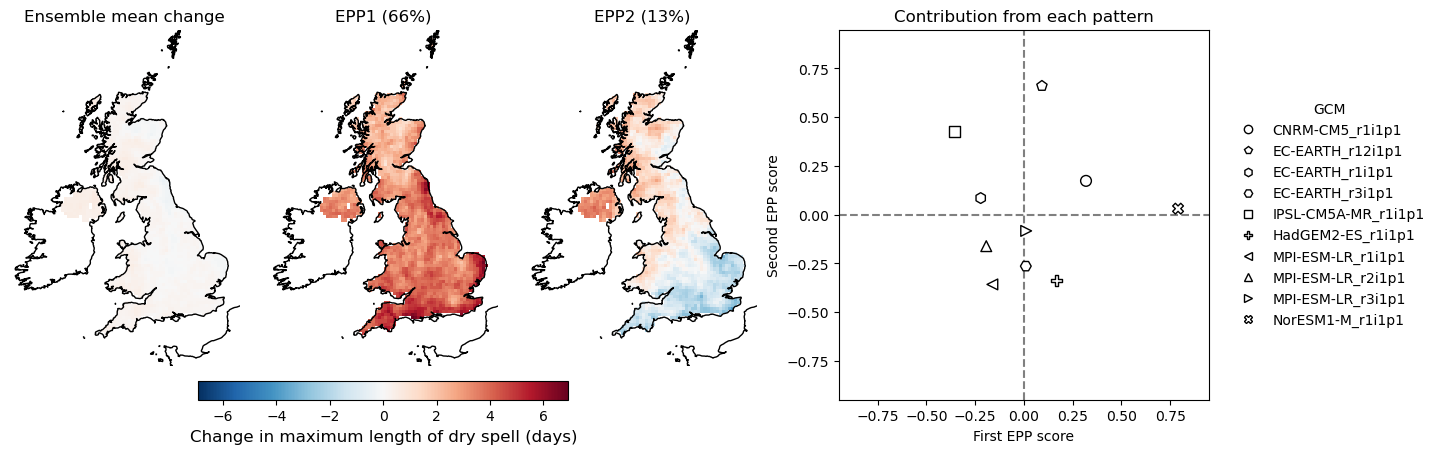 Ensemble mean change
EPP1 (66%)
EPP2 (13%)
−6 −4 −2 0 2 4 6
Change in maximum length of dry spell (days)
Contribution from each pattern
Second EPP score
0.75
0.50
0.25
0.00
−0.25
−0.50
−0.75
−0.75 −0.50 −0.25 0.00 0.25 0.50 0.75
First EPP score
GCM
CNRM-CM5_r1i1p1
EC-EARTH_r12i1p1
EC-EARTH_r1i1p1
EC-EARTH_r3i1p1
IPSL-CM5A-MR_r1i1p1
HadGEM2-ES_r1i1p1
MPI-ESM-LR_r1i1p1
MPI-ESM-LR_r2i1p1
MPI-ESM-LR_r3i1p1
NorESM1-M_r1i1p1